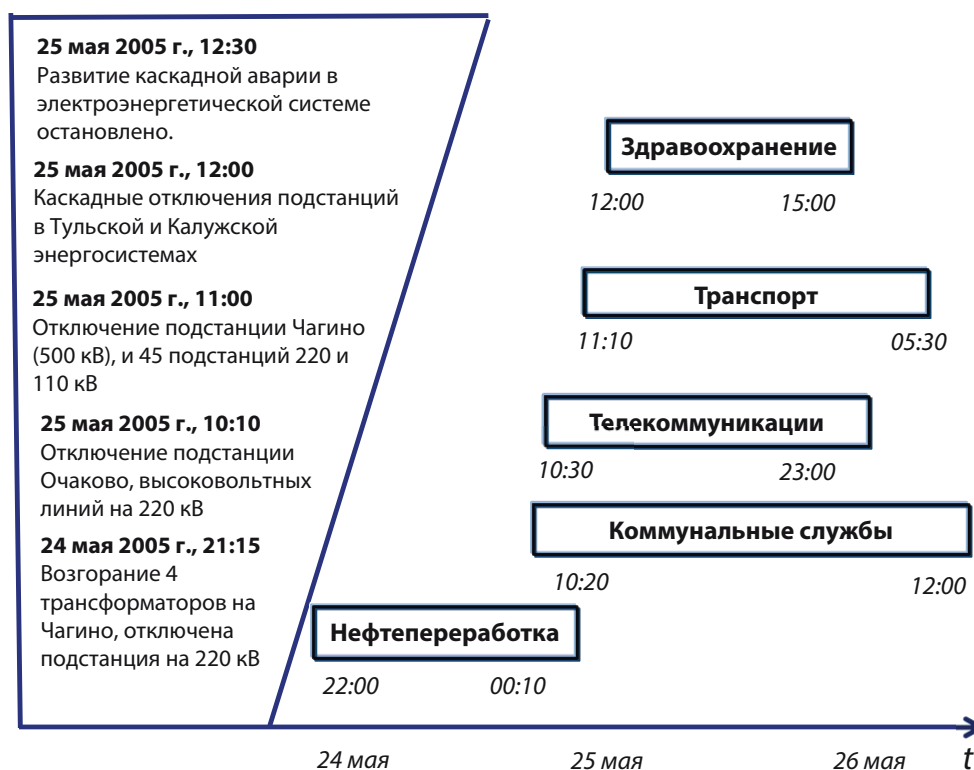 25 мая 2005 г., 12:30
Развитие каскадной аварии в
электроэнергетической системе
остановлено.
25 мая 2005 г., 12:00
Каскадные отключения подстанций
в Тульской и Калужской
энергосистемах
25 мая 2005 г., 11:00
Отключение подстанции Чагино
(500 кВ), и 45 подстанций 220 и
110 кВ
25 мая 2005 г., 10:10
Отключение подстанции
Очаково, высоковольтных
линий на 220 кВ
24 мая 2005 г., 21:15
Возгорание 4
трансформаторов на
Чагино, отключена
подстанция на 220 кВ
Здравоохранение
12:00 15:00
Транспорт
11:10 05:30
Телекоммуникации
10:30 23:00
Коммунальные службы
10:20 12:00
Нефтепереработка
22:00 00:10
24 мая 25 мая 26 мая t